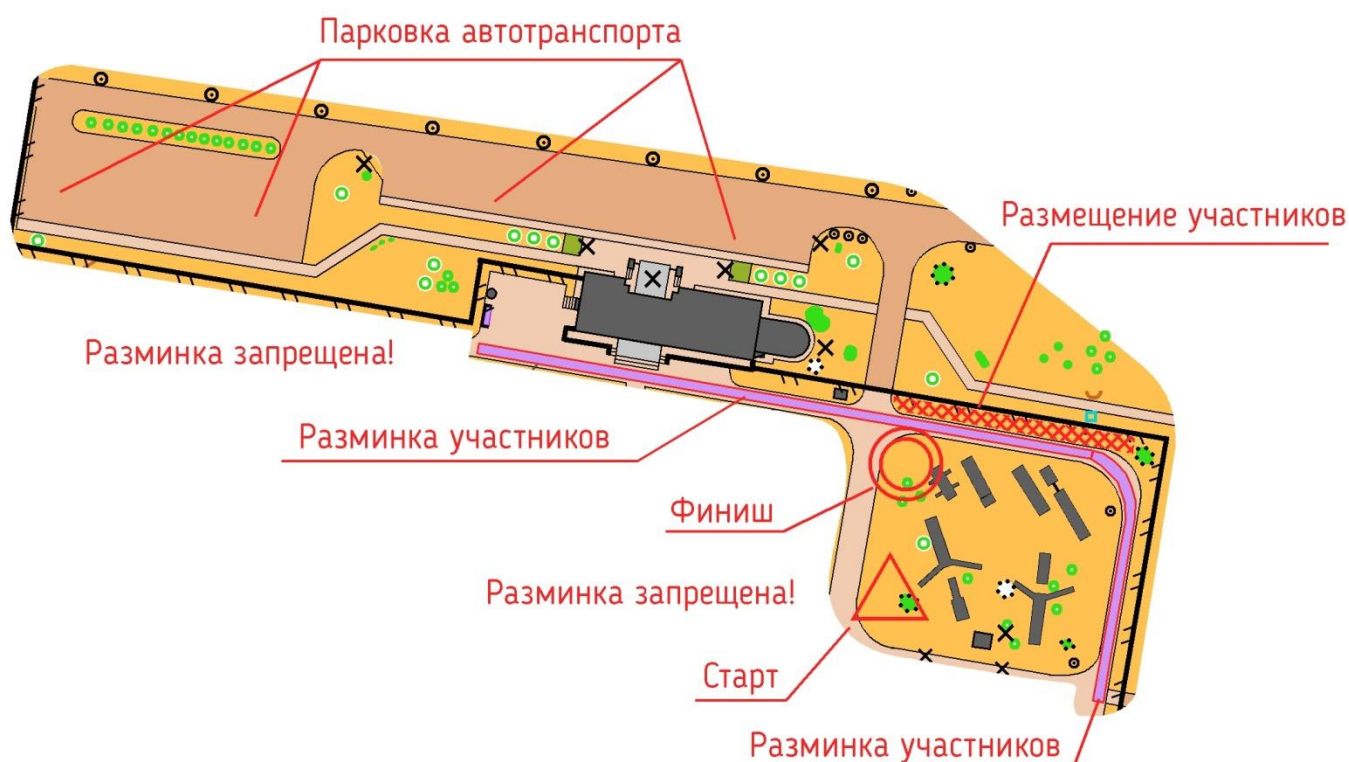 Парковка автотранспорта
Размещение участников
Разминка запрещена!
Разминка участников
Финиш
Разминка запрещена!
Старт
Разминка участников